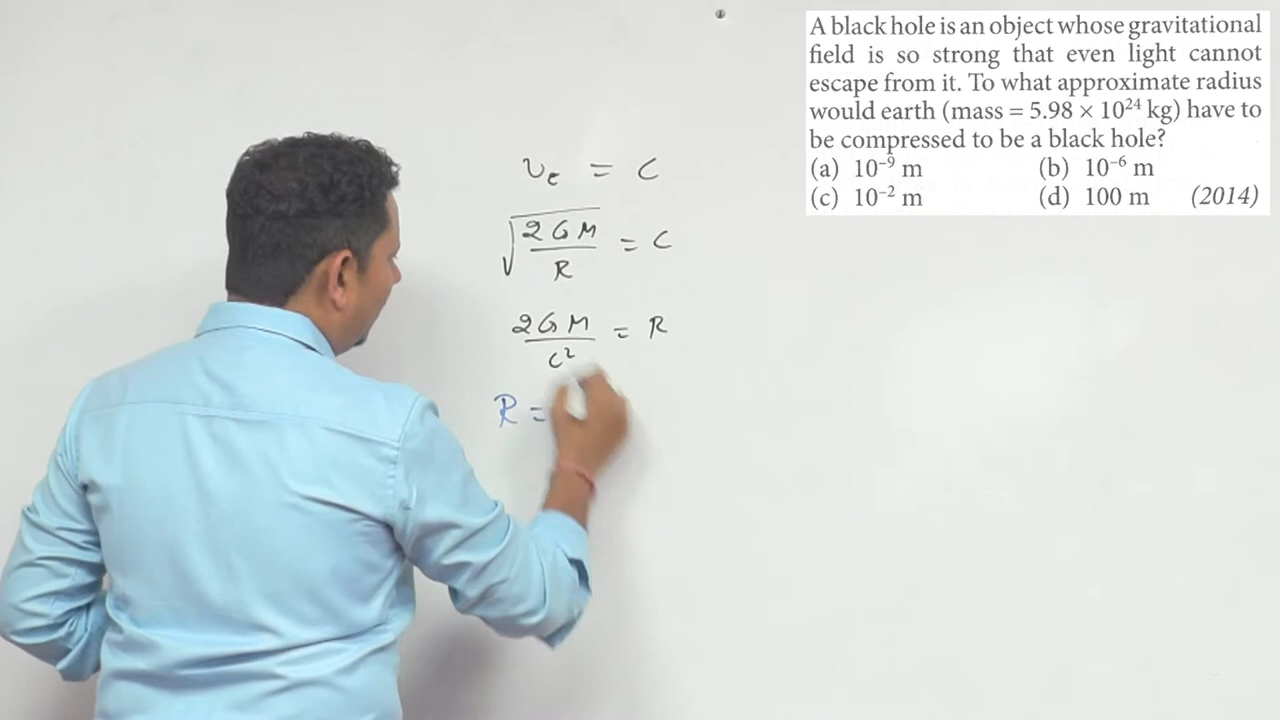 A black hole is an object whose gravitational
field is so strong that even light cannot
escape from it. To what approximate radius
would earth (mass = 5.98 × 10²⁴ kg) have to
be compressed to be a black hole?
(a) 10⁻⁹ m (b) 10⁻⁶ m
(c) 10⁻² m (d) 100 m (2014)
υₑ = C
√(2GM/R) = C
2GM/C² = R
R =